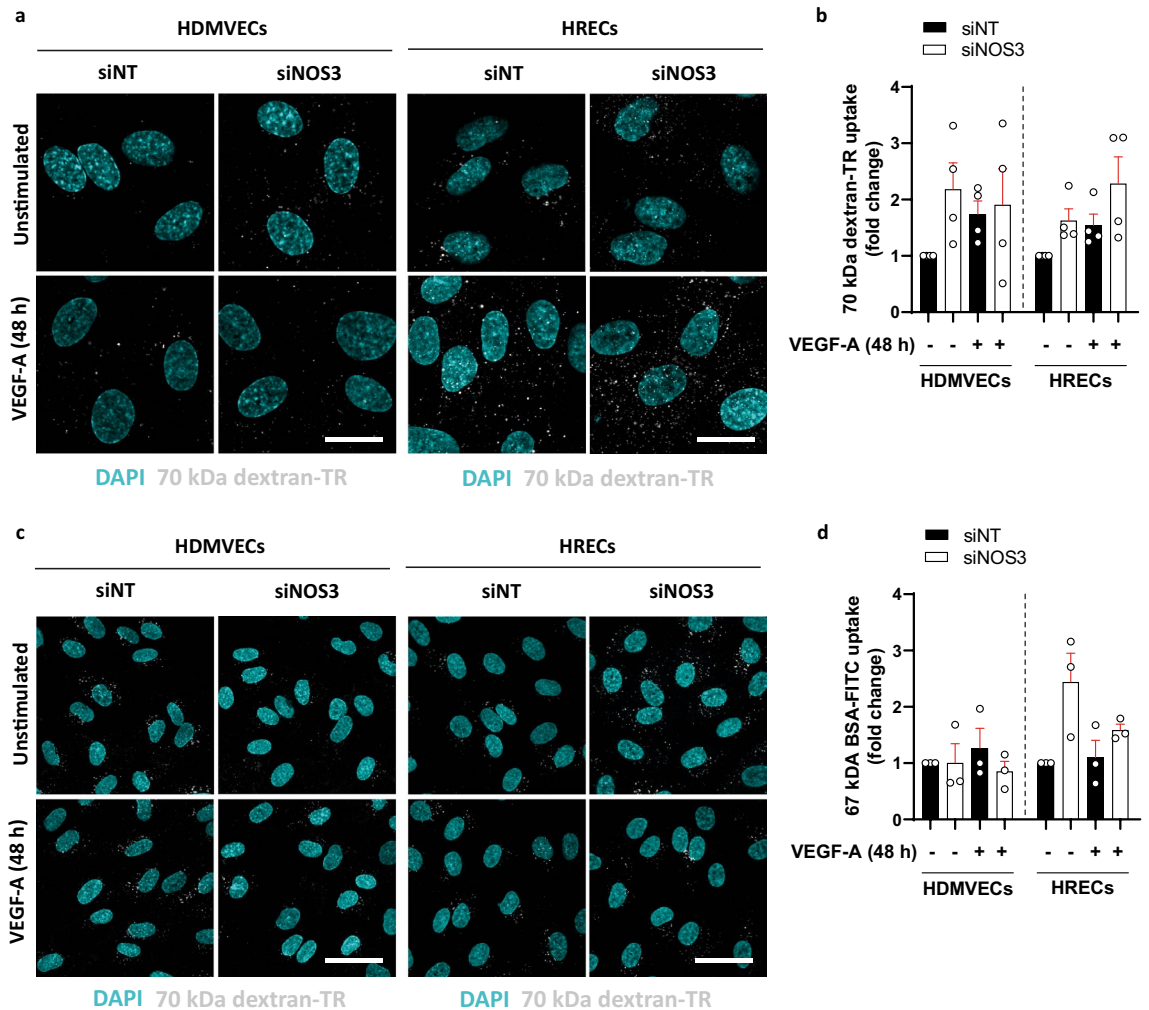 a
HDMVECs HRECs
siNT siNOS3 siNT siNOS3
Unstimulated
VEGF-A (48 h)
DAPI 70 kDa dextran-TR DAPI 70 kDa dextran-TR
b
siNT
siNOS3
70 kDa dextran-TR uptake
(fold change)
4
3
2
1
0
VEGF-A (48 h) - - + + - - + +
HDMVECs HRECs
c
HDMVECs HRECs
siNT siNOS3 siNT siNOS3
Unstimulated
VEGF-A (48 h)
DAPI 70 kDa dextran-TR DAPI 70 kDa dextran-TR
d
siNT
siNOS3
67 kDA BSA-FITC uptake
(fold change)
4
3
2
1
0
VEGF-A (48 h) - - + + - - + +
HDMVECs HRECs